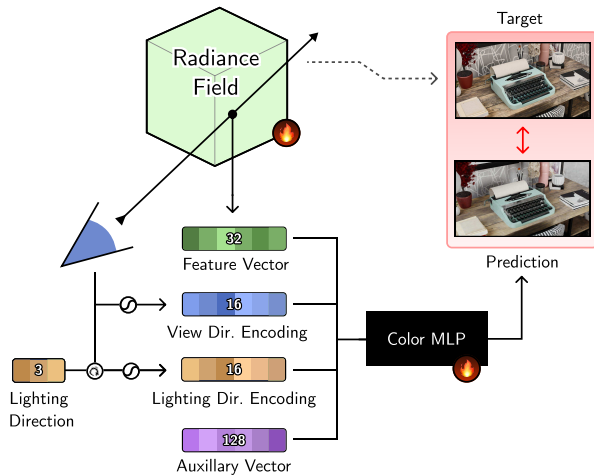 Target
Radiance
Field
32
Feature Vector
Prediction
16
View Dir. Encoding
Color MLP
3
16
Lighting
Direction
Lighting Dir. Encoding
128
Auxillary Vector